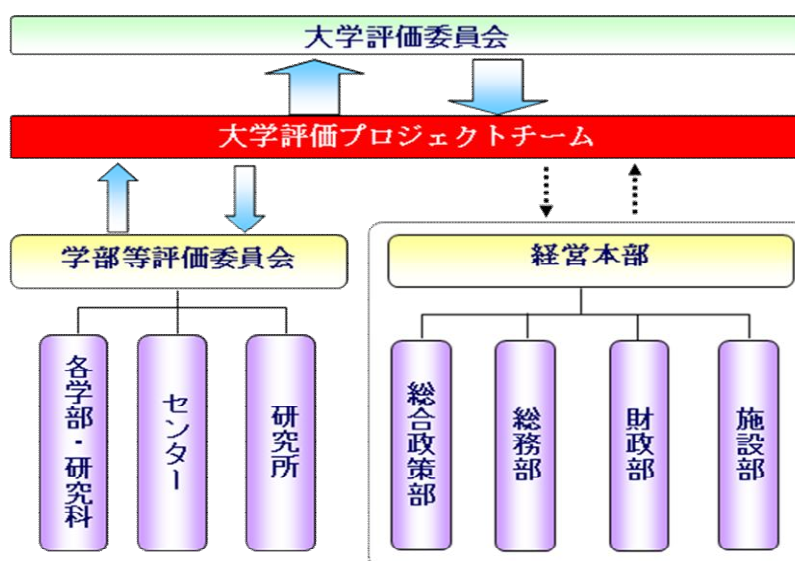 大学評価委員会
大学評価プロジェクトチーム
学部等評価委員会
経営本部
各学部・研究科
センター
研究所
総合政策部
総務部
財政部
施設部